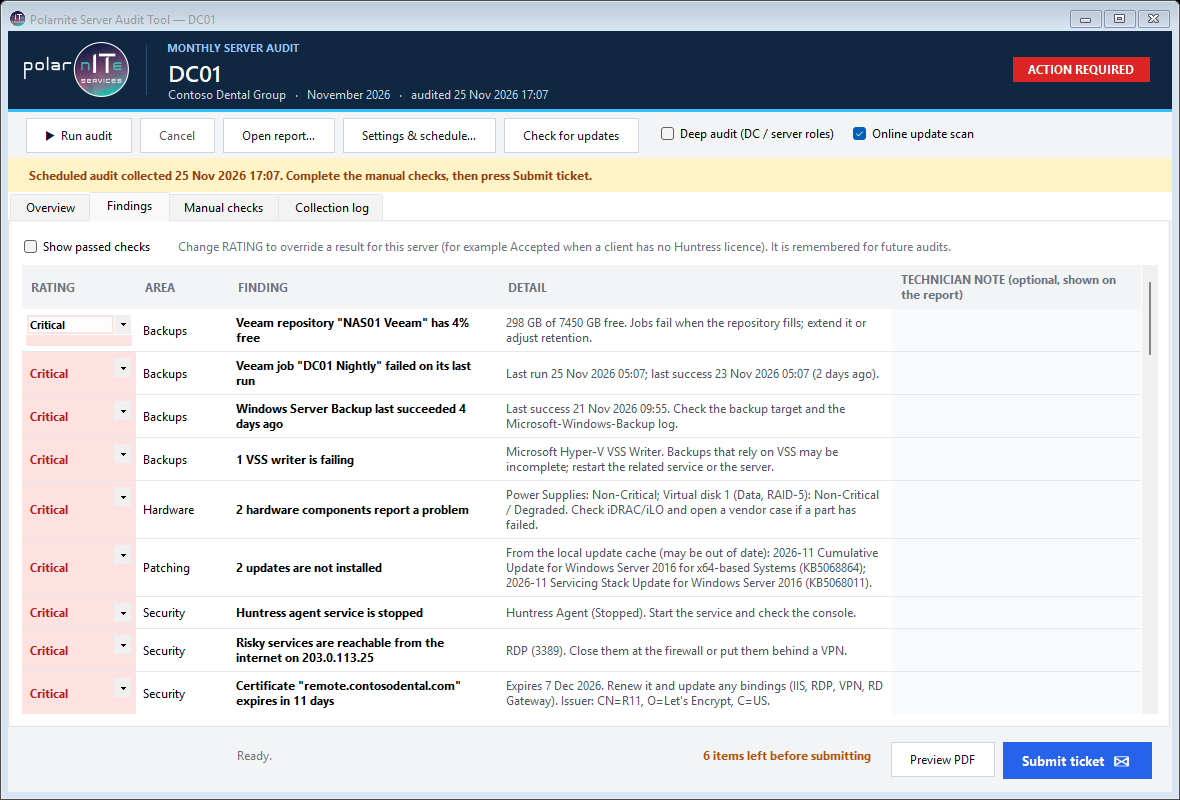 Polarnite Server Audit Tool — DC01
polar nITe SERVICES
MONTHLY SERVER AUDIT
DC01
Contoso Dental Group · November 2026 · audited 25 Nov 2026 17:07
ACTION REQUIRED
Run audit
Cancel
Open report...
Settings & schedule...
Check for updates
Deep audit (DC / server roles)
Online update scan
Scheduled audit collected 25 Nov 2026 17:07. Complete the manual checks, then press Submit ticket.
Overview
Findings
Manual checks
Collection log
Show passed checks
Change RATING to override a result for this server (for example Accepted when a client has no Huntress licence). It is remembered for future audits.
RATING
AREA
FINDING
DETAIL
TECHNICIAN NOTE (optional, shown on
the report)
Critical
Backups
Veeam repository "NAS01 Veeam" has 4%
free
298 GB of 7450 GB free. Jobs fail when the repository fills; extend it or
adjust retention.
Critical
Backups
Veeam job "DC01 Nightly" failed on its last
run
Last run 25 Nov 2026 05:07; last success 23 Nov 2026 05:07 (2 days ago).
Critical
Backups
Windows Server Backup last succeeded 4
days ago
Last success 21 Nov 2026 09:55. Check the backup target and the
Microsoft-Windows-Backup log.
Critical
Backups
1 VSS writer is failing
Microsoft Hyper-V VSS Writer. Backups that rely on VSS may be
incomplete; restart the related service or the server.
Critical
Hardware
2 hardware components report a problem
Power Supplies: Non-Critical; Virtual disk 1 (Data, RAID-5): Non-Critical
/ Degraded. Check iDRAC/iLO and open a vendor case if a part has
failed.
Critical
Patching
2 updates are not installed
From the local update cache (may be out of date): 2026-11 Cumulative
Update for Windows Server 2016 for x64-based Systems (KB5068864);
2026-11 Servicing Stack Update for Windows Server 2016 (KB5068011).
Critical
Security
Huntress agent service is stopped
Huntress Agent (Stopped). Start the service and check the console.
Critical
Security
Risky services are reachable from the
internet on 203.0.113.25
RDP (3389). Close them at the firewall or put them behind a VPN.
Critical
Security
Certificate "remote.contosodental.com"
expires in 11 days
Expires 7 Dec 2026. Renew it and update any bindings (IIS, RDP, VPN, RD
Gateway). Issuer: CN=R11, O=Let's Encrypt, C=US.
Ready.
6 items left before submitting
Preview PDF
Submit ticket